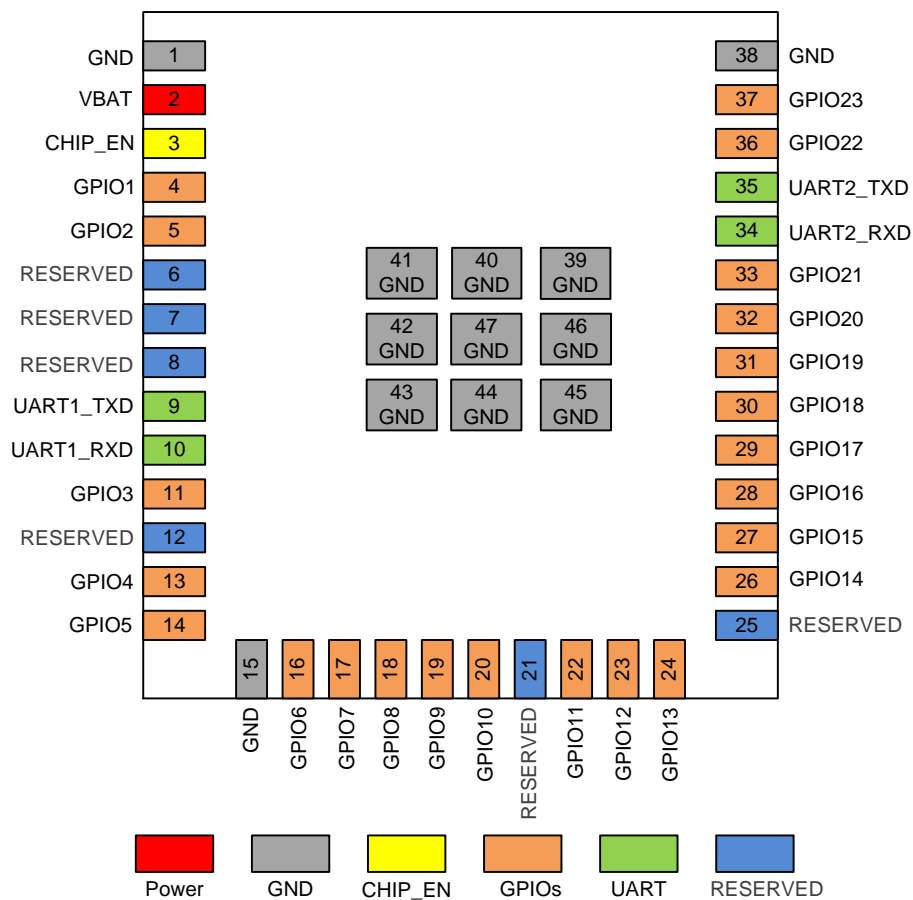 GND 1
VBAT 2
CHIP_EN 3
GPIO1 4
GPIO2 5
RESERVED 6
RESERVED 7
RESERVED 8
UART1_TXD 9
UART1_RXD 10
GPIO3 11
RESERVED 12
GPIO4 13
GPIO5 14
41 GND
40 GND
39 GND
42 GND
47 GND
46 GND
43 GND
44 GND
45 GND
38 GND
37 GPIO23
36 GPIO22
35 UART2_TXD
34 UART2_RXD
33 GPIO21
32 GPIO20
31 GPIO19
30 GPIO18
29 GPIO17
28 GPIO16
27 GPIO15
26 GPIO14
25 RESERVED
15 GND
16 GPIO6
17 GPIO7
18 GPIO8
19 GPIO9
20 GPIO10
21 RESERVED
22 GPIO11
23 GPIO12
24 GPIO13
Power
GND
CHIP_EN
GPIOs
UART
RESERVED